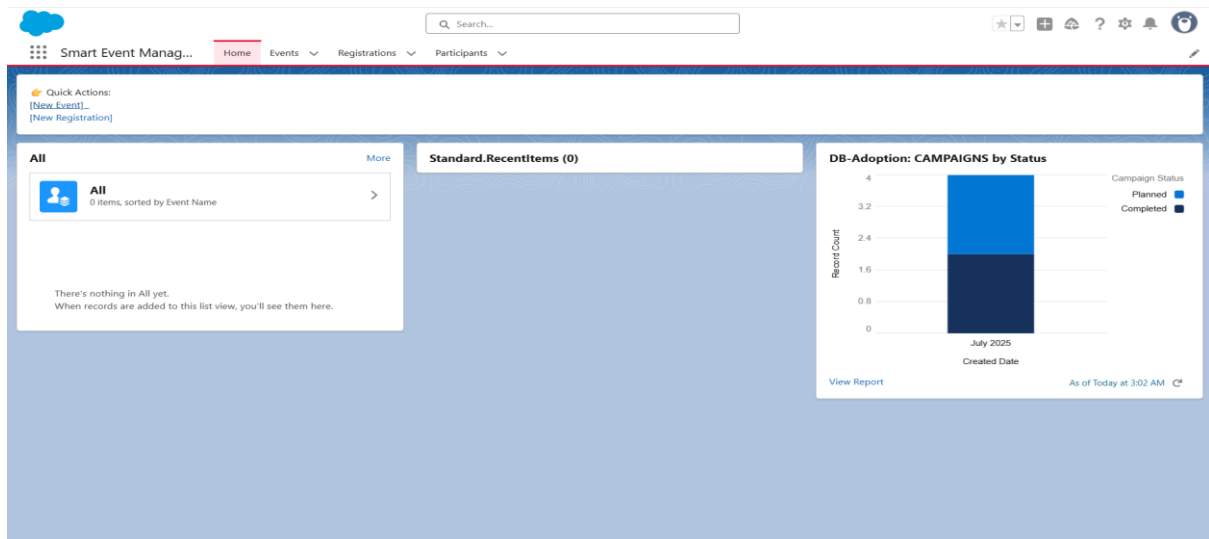 Search...
Smart Event Manag...
Home
Events
Registrations
Participants
👉 Quick Actions:
[New Event]
[New Registration]
All
More
All
0 items, sorted by Event Name
There's nothing in All yet.
When records are added to this list view, you'll see them here.
Standard.RecentItems (0)
DB-Adoption: CAMPAIGNS by Status
Record Count
4
3.2
2.4
1.6
0.8
0
July 2025
Created Date
Campaign Status
Planned
Completed
View Report
As of Today at 3:02 AM